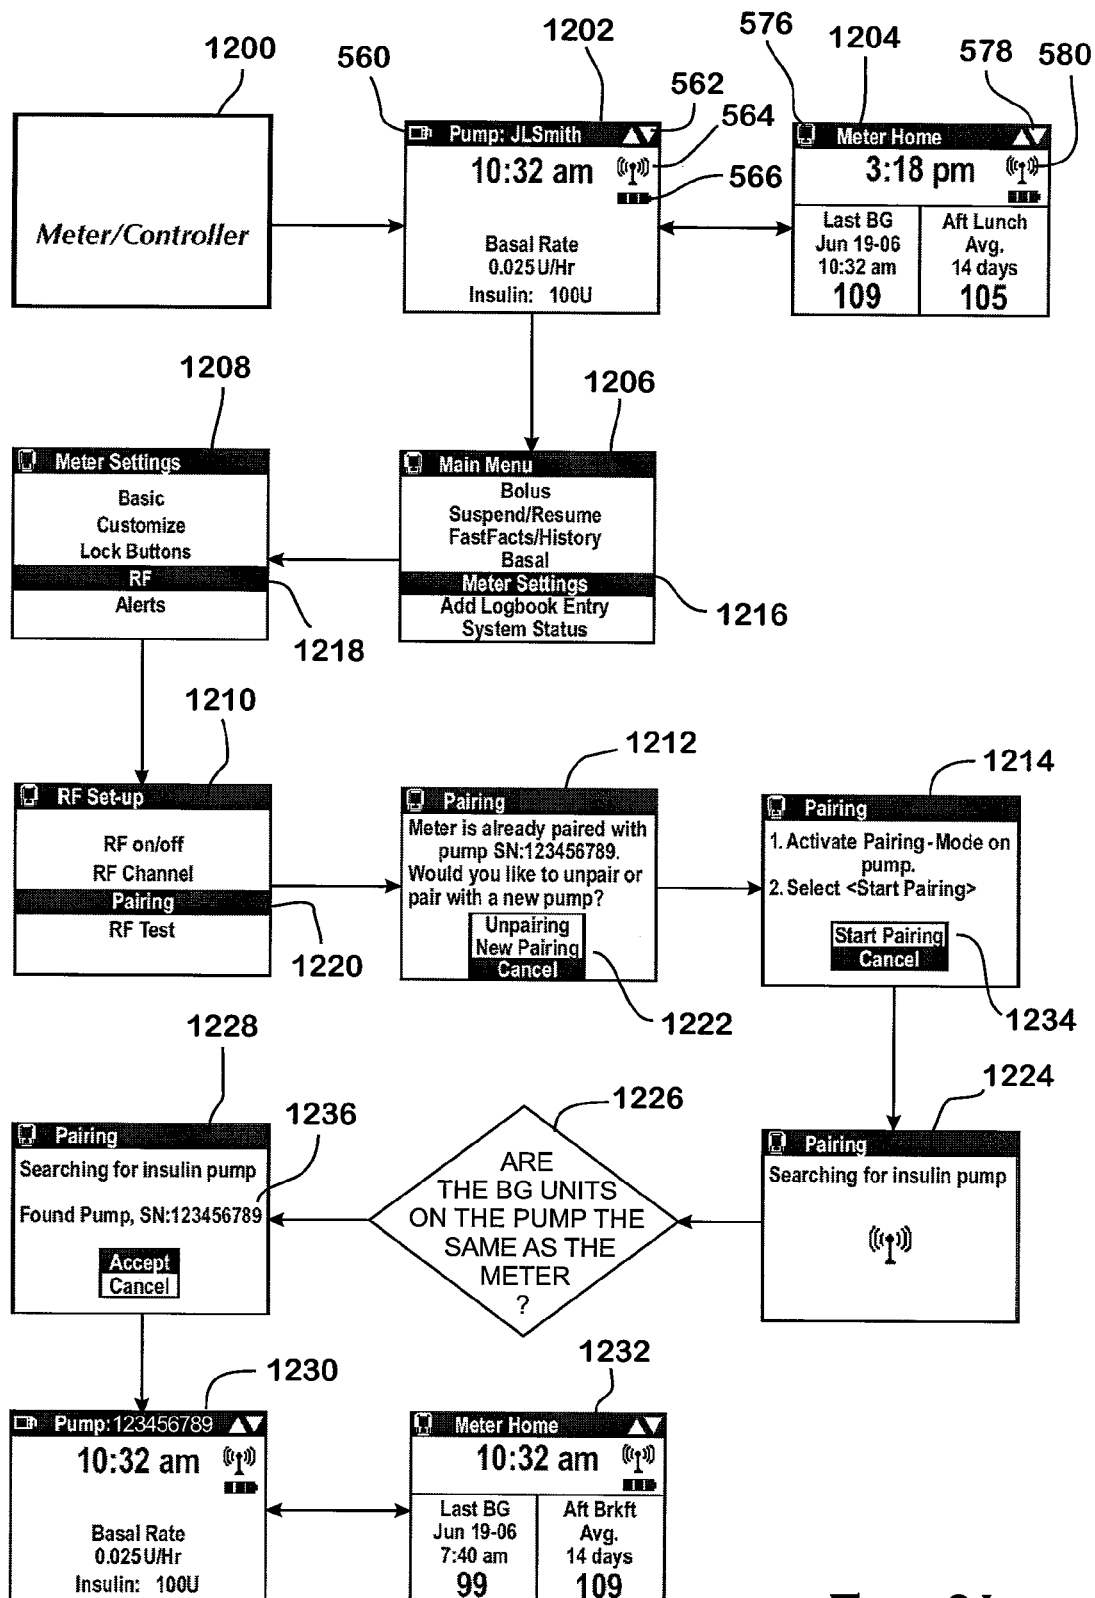 1200
560
1202
562
564
566
576
1204
578
580
Meter/Controller
Pump: JLSmith
10:32 am
Basal Rate
0.025U/Hr
Insulin: 100U
Meter Home
3:18 pm
Last BG
Jun 19-06
10:32 am
109
Aft Lunch
Avg.
14 days
105
1208
1206
Meter Settings
Basic
Customize
Lock Buttons
RF
Alerts
1218
Main Menu
Bolus
Suspend/Resume
FastFacts/History
Basal
Meter Settings
Add Logbook Entry
System Status
1216
1210
RF Set-up
RF on/off
RF Channel
Pairing
RF Test
1220
1212
Pairing
Meter is already paired with
pump SN:123456789.
Would you like to unpair or
pair with a new pump?
Unpairing
New Pairing
Cancel
1222
1214
Pairing
1. Activate Pairing-Mode on
pump.
2. Select <Start Pairing>
Start Pairing
Cancel
1234
1228
1236
Pairing
Searching for insulin pump
Found Pump, SN:123456789
Accept
Cancel
1226
ARE
THE BG UNITS
ON THE PUMP THE
SAME AS THE
METER
?
1224
Pairing
Searching for insulin pump
1230
Pump:123456789
10:32 am
Basal Rate
0.025U/Hr
Insulin: 100U
1232
Meter Home
10:32 am
Last BG
Jun 19-06
7:40 am
99
Aft Brkft
Avg.
14 days
109